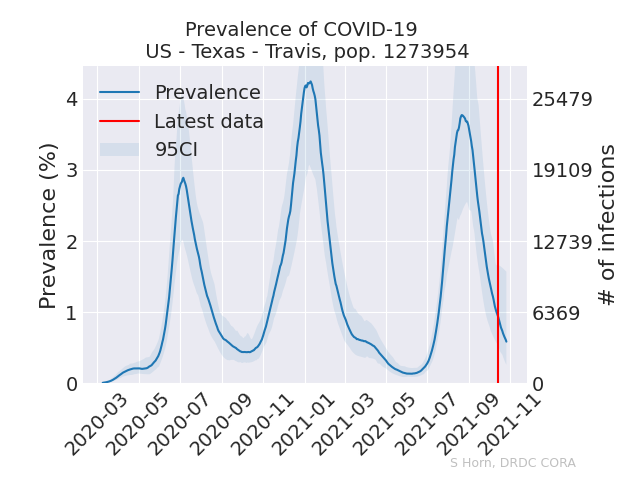 Prevalence of COVID-19
US - Texas - Travis, pop. 1273954
Prevalence
Latest data
95CI
Prevalence (%)
4
3
2
1
0
25479
19109
12739
6369
0
# of infections
2020-03
2020-05
2020-07
2020-09
2020-11
2021-01
2021-03
2021-05
2021-07
2021-09
2021-11
S Horn, DRDC CORA